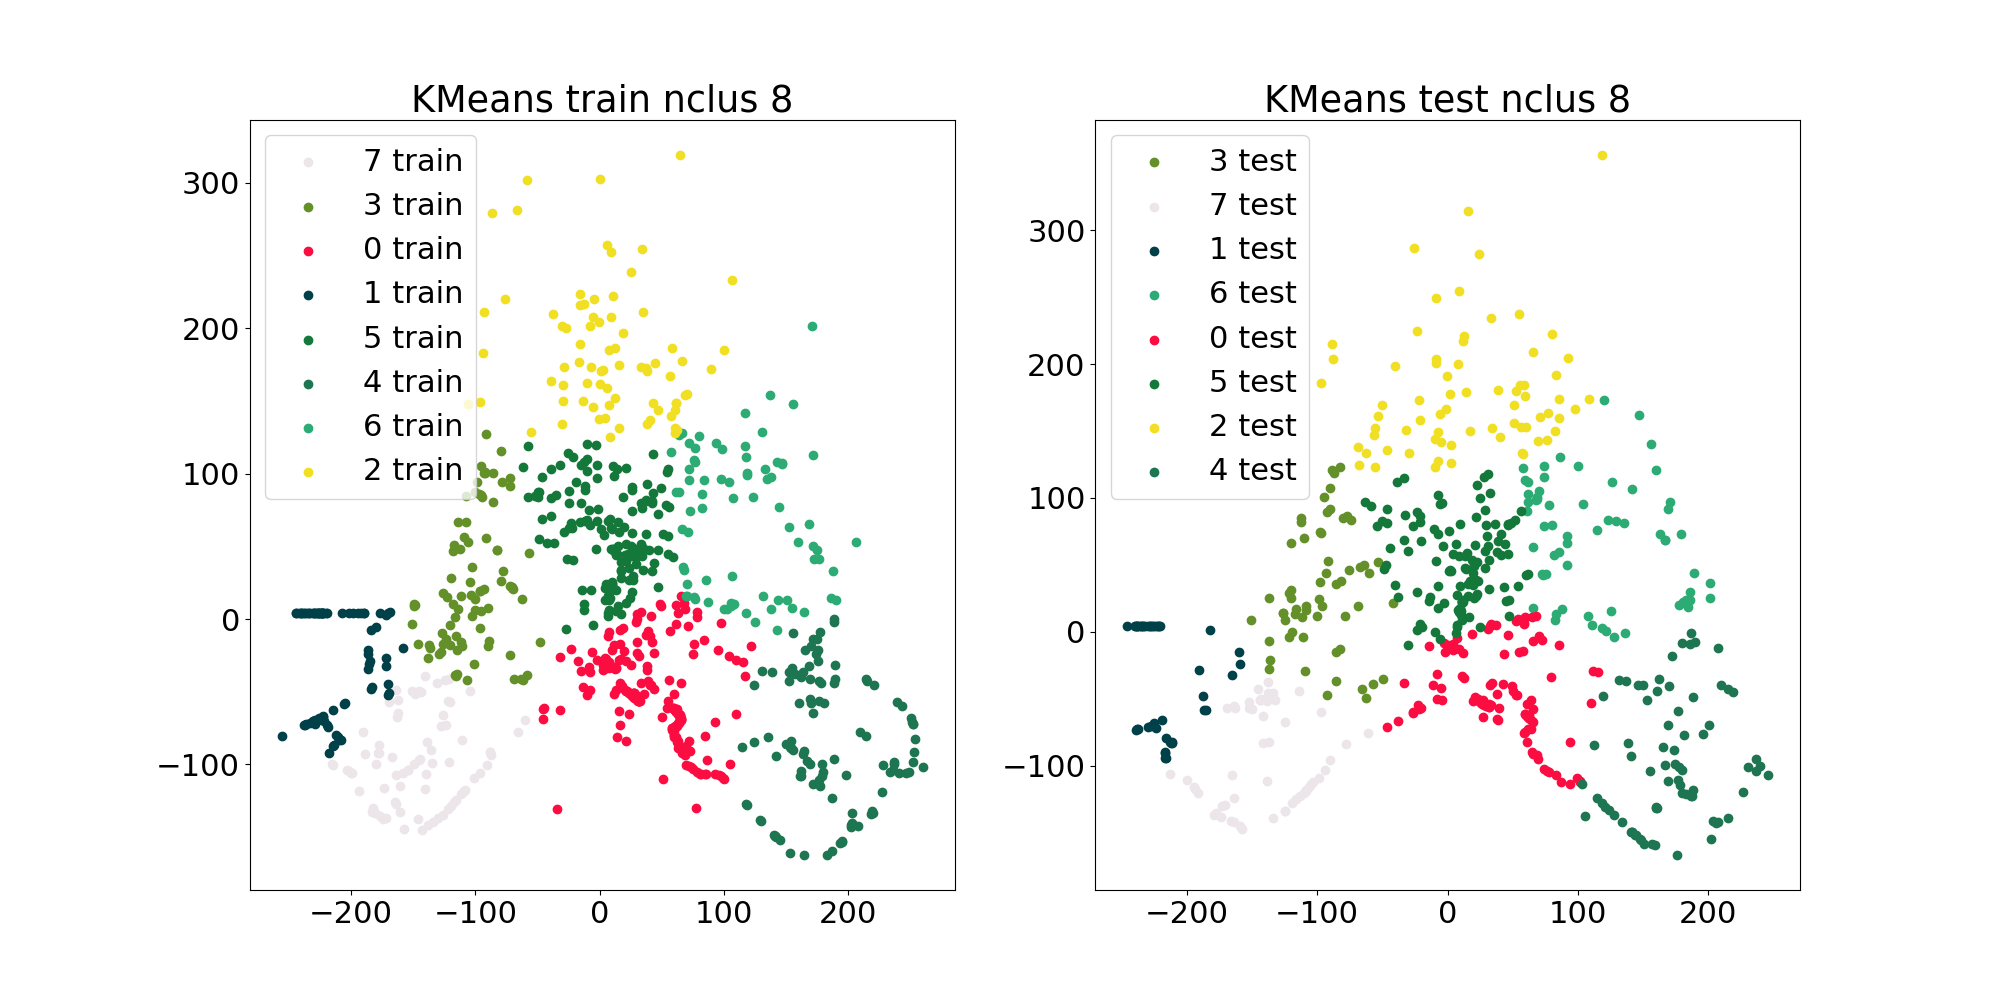 KMeans train nclus 8
7 train
3 train
0 train
1 train
5 train
4 train
6 train
2 train
300
200
100
0
−100
−200
−100
0
100
200
KMeans test nclus 8
3 test
7 test
1 test
6 test
0 test
5 test
2 test
4 test
300
200
100
0
−100
−200
−100
0
100
200